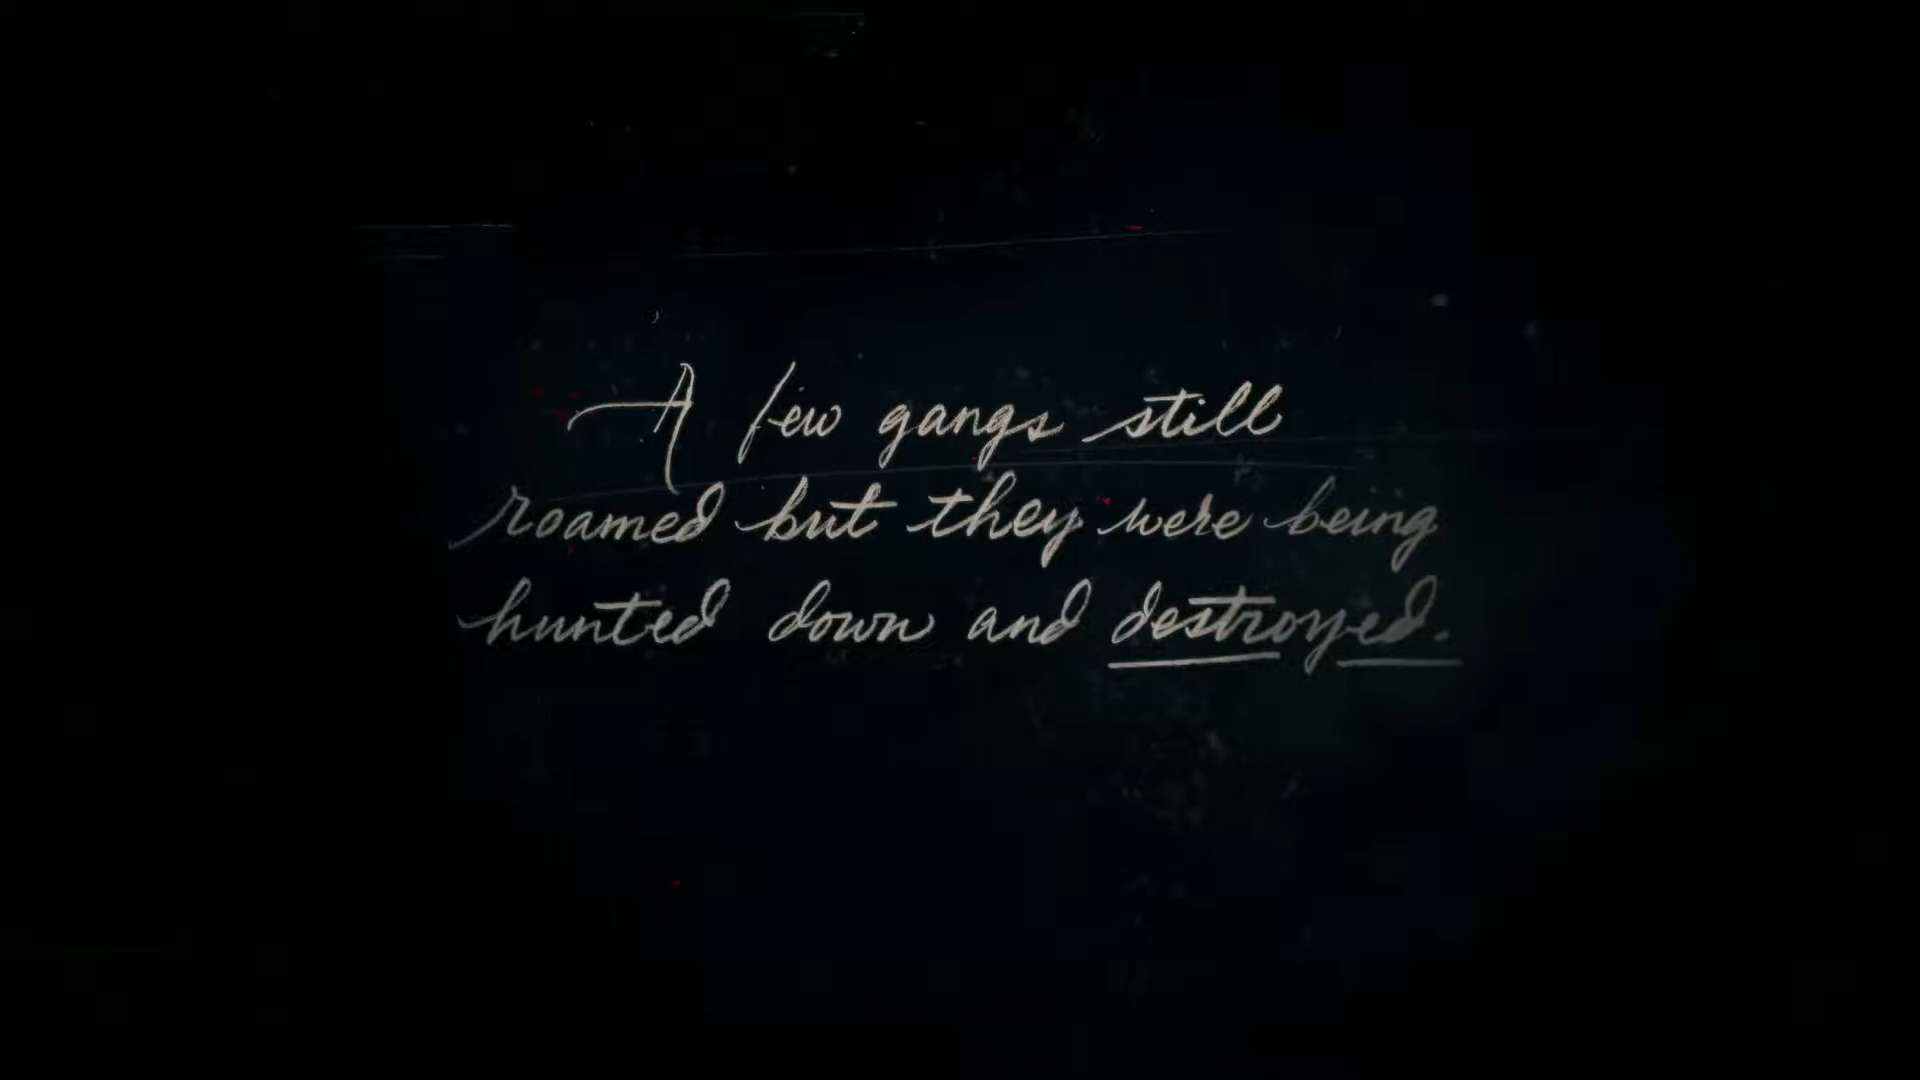 A few gangs still
roamed but they were being
hunted down and destroyed.